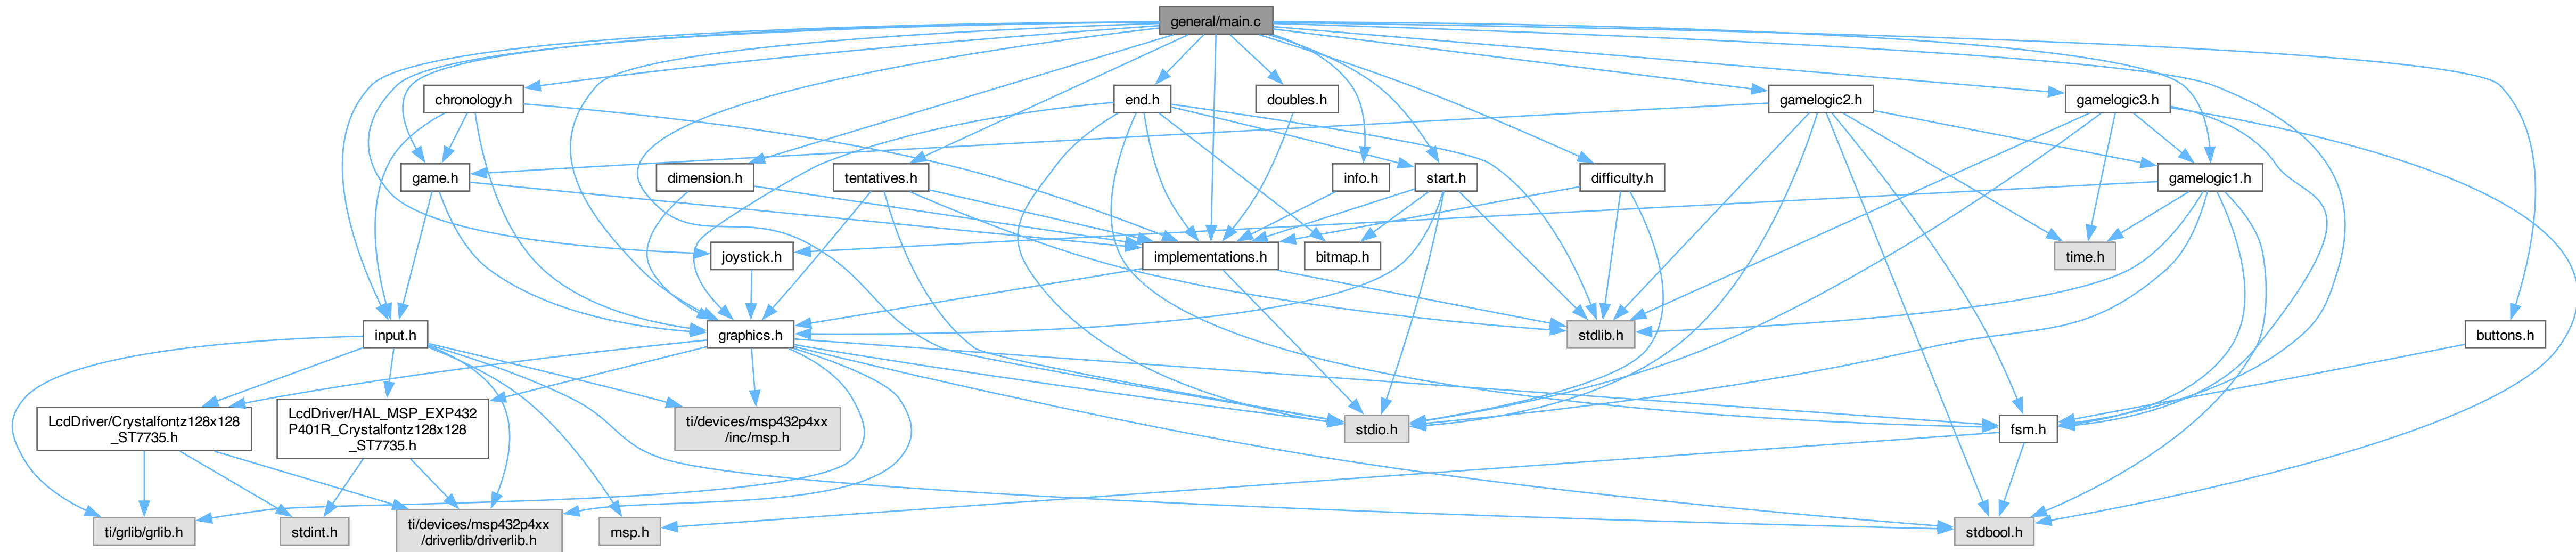 general/main.c
chronology.h
end.h
doubles.h
gamelogic2.h
gamelogic3.h
game.h
dimension.h
tentatives.h
info.h
start.h
difficulty.h
gamelogic1.h
joystick.h
implementations.h
bitmap.h
time.h
input.h
graphics.h
stdlib.h
buttons.h
LcdDriver/Crystalfontz128x128
_ST7735.h
LcdDriver/HAL_MSP_EXP432
P401R_Crystalfontz128x128
_ST7735.h
ti/devices/msp432p4xx
/inc/msp.h
stdio.h
fsm.h
ti/grlib/grlib.h
stdint.h
ti/devices/msp432p4xx
/driverlib/driverlib.h
msp.h
stdbool.h